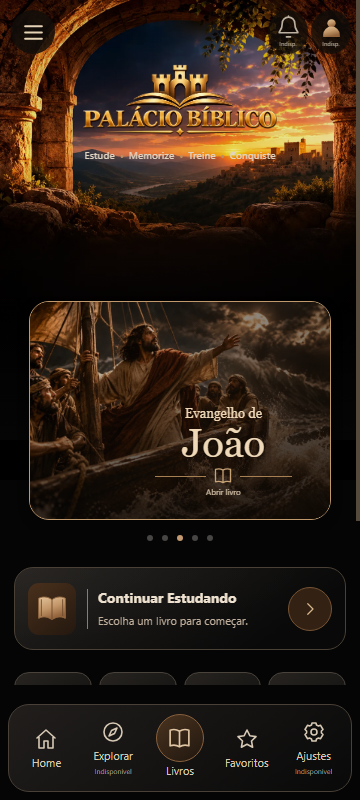 Indisp.
Indisp.
PALÁCIO BÍBLICO
Estude • Memorize • Treine • Conquiste
Evangelho de
João
Abrir livro
Continuar Estudando
Escolha um livro para começar.
Home
Explorar
Indisponível
Livros
Favoritos
Ajustes
Indisponível